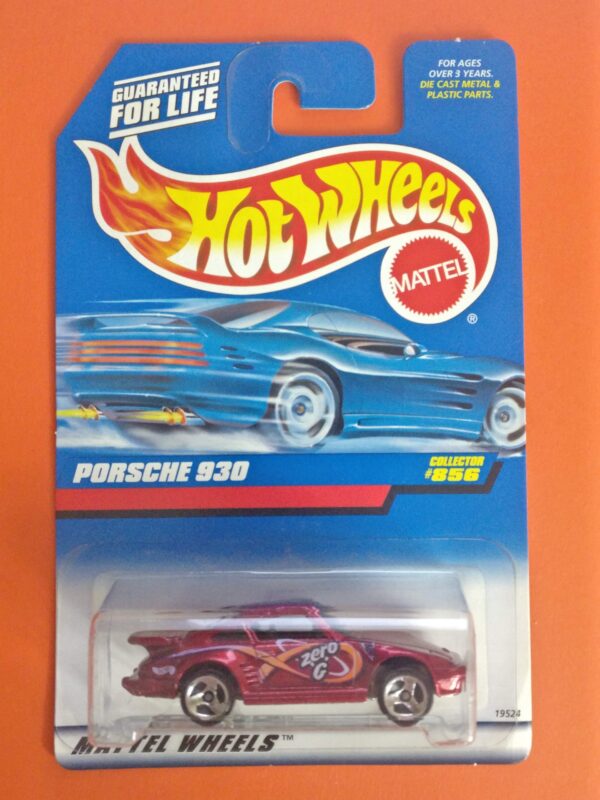 GUARANTEED
FOR LIFE
FOR AGES
OVER 3 YEARS.
DIE CAST METAL &
PLASTIC PARTS.
HOT WHEELS
MATTEL
®
PORSCHE 930
COLLECTOR
#856
zero
G
19524
MATTEL WHEELS™